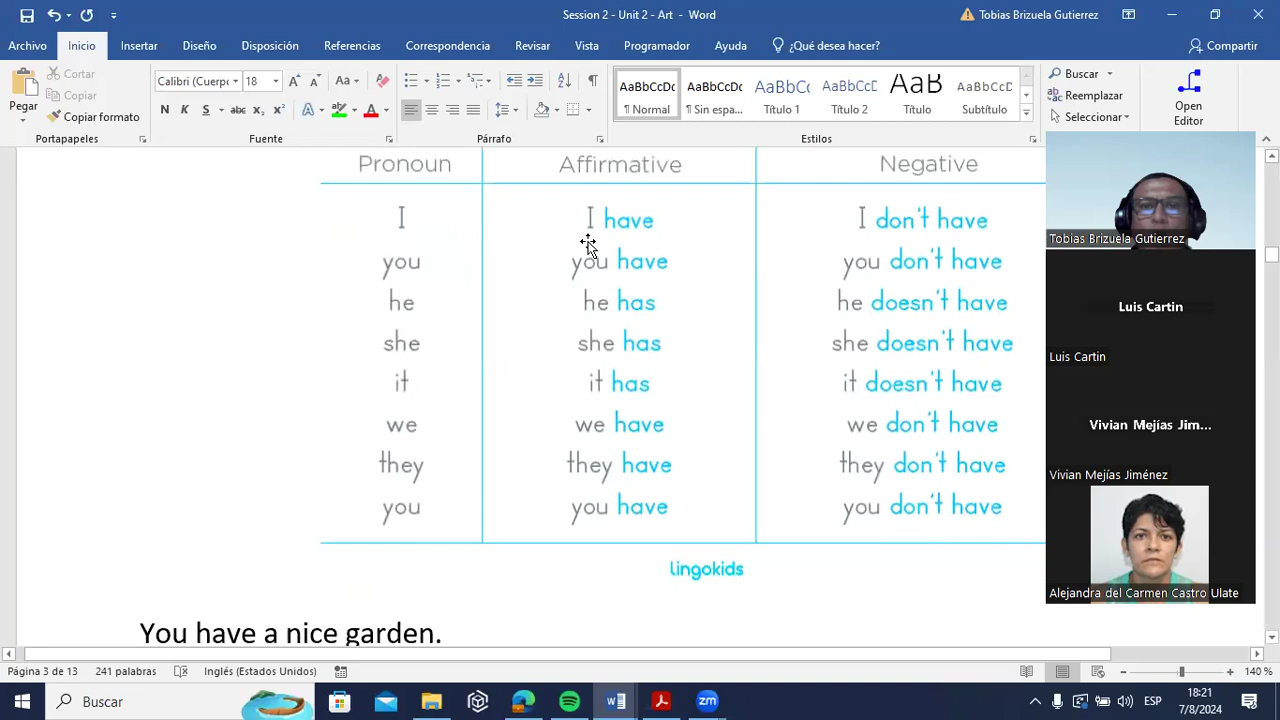 Session 2 - Unit 2 - Art - Word
Tobias Brizuela Gutierrez
Archivo Inicio Insertar Diseño Disposición Referencias Correspondencia Revisar Vista Programador Ayuda ¿Qué desea hacer? Compartir
Pegar
Cortar
Copiar
Copiar formato
Calibri (Cuerpo 18
N K S abc x₂ x²
AaBbCcDc AaBbCcDc AaBbCc AaBbCcD AaB AaBbCcD
¶ Normal ¶ Sin espa... Título 1 Título 2 Título Subtítulo
Buscar
Reemplazar
Seleccionar
Open
Editor
Portapapeles Fuente Párrafo Estilos
Pronoun Affirmative Negative
I I have I don't have
you you have you don't have
he he has he doesn't have
she she has she doesn't have
it it has it doesn't have
we we have we don't have
they they have they don't have
you you have you don't have
lingokids
You have a nice garden.
Tobias Brizuela Gutierrez
Luis Cartin
Luis Cartin
Vivian Mejías Jim...
Vivian Mejías Jiménez
Alejandra del Carmen Castro Ulate
Página 3 de 13 241 palabras Inglés (Estados Unidos) 140 %
Buscar
ESP
18:21
7/8/2024